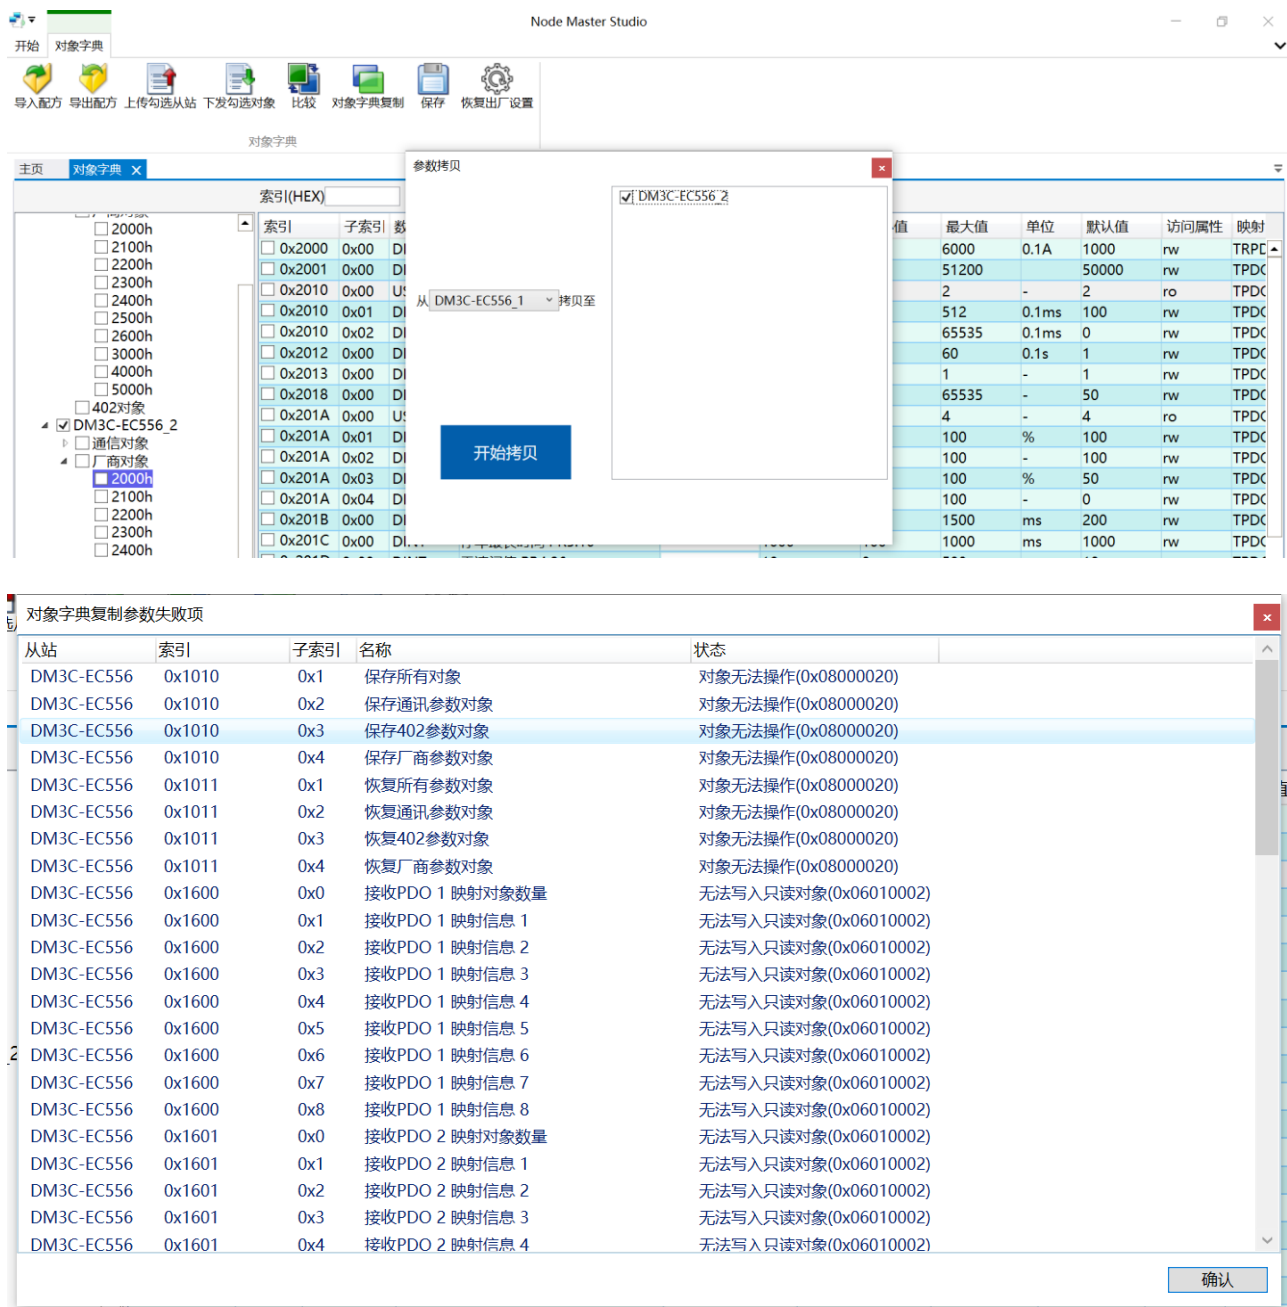 Node Master Studio
开始 对象字典
导入配方 导出配方 上传勾选从站 下发勾选对象 比较 对象字典复制 保存 恢复出厂设置
对象字典
主页 对象字典 X
参数拷贝
索引(HEX)
DM3C-EC556_2
从 DM3C-EC556_1 拷贝至
开始拷贝
2000h
2100h
2200h
2300h
2400h
2500h
2600h
3000h
4000h
5000h
402对象
DM3C-EC556_2
通信对象
厂商对象
2000h
2100h
2200h
2300h
2400h
索引 子索引 数 值 最大值 单位 默认值 访问属性 映射
0x2000 0x00 DI 6000 0.1A 1000 rw TRPD
0x2001 0x00 DI 51200 50000 rw TPDO
0x2010 0x00 US 2 - 2 ro TPDO
0x2010 0x01 DI 512 0.1ms 100 rw TPDO
0x2010 0x02 DI 65535 0.1ms 0 rw TPDO
0x2012 0x00 DI 60 0.1s 1 rw TPDO
0x2013 0x00 DI 1 - 1 rw TPDO
0x2018 0x00 DI 65535 - 50 rw TPDO
0x201A 0x00 US 4 - 4 ro TPDO
0x201A 0x01 DI 100 % 100 rw TPDO
0x201A 0x02 DI 100 - 100 rw TPDO
0x201A 0x03 DI 100 % 50 rw TPDO
0x201A 0x04 DI 100 - 0 rw TPDO
0x201B 0x00 DI 1500 ms 200 rw TPDO
0x201C 0x00 1000 ms 1000 rw TPDO
对象字典复制参数失败项
从站 索引 子索引 名称 状态
DM3C-EC556 0x1010 0x1 保存所有对象 对象无法操作(0x08000020)
DM3C-EC556 0x1010 0x2 保存通讯参数对象 对象无法操作(0x08000020)
DM3C-EC556 0x1010 0x3 保存402参数对象 对象无法操作(0x08000020)
DM3C-EC556 0x1010 0x4 保存厂商参数对象 对象无法操作(0x08000020)
DM3C-EC556 0x1011 0x1 恢复所有参数对象 对象无法操作(0x08000020)
DM3C-EC556 0x1011 0x2 恢复通讯参数对象 对象无法操作(0x08000020)
DM3C-EC556 0x1011 0x3 恢复402参数对象 对象无法操作(0x08000020)
DM3C-EC556 0x1011 0x4 恢复厂商参数对象 对象无法操作(0x08000020)
DM3C-EC556 0x1600 0x0 接收PDO 1 映射对象数量 无法写入只读对象(0x06010002)
DM3C-EC556 0x1600 0x1 接收PDO 1 映射信息 1 无法写入只读对象(0x06010002)
DM3C-EC556 0x1600 0x2 接收PDO 1 映射信息 2 无法写入只读对象(0x06010002)
DM3C-EC556 0x1600 0x3 接收PDO 1 映射信息 3 无法写入只读对象(0x06010002)
DM3C-EC556 0x1600 0x4 接收PDO 1 映射信息 4 无法写入只读对象(0x06010002)
DM3C-EC556 0x1600 0x5 接收PDO 1 映射信息 5 无法写入只读对象(0x06010002)
DM3C-EC556 0x1600 0x6 接收PDO 1 映射信息 6 无法写入只读对象(0x06010002)
DM3C-EC556 0x1600 0x7 接收PDO 1 映射信息 7 无法写入只读对象(0x06010002)
DM3C-EC556 0x1600 0x8 接收PDO 1 映射信息 8 无法写入只读对象(0x06010002)
DM3C-EC556 0x1601 0x0 接收PDO 2 映射对象数量 无法写入只读对象(0x06010002)
DM3C-EC556 0x1601 0x1 接收PDO 2 映射信息 1 无法写入只读对象(0x06010002)
DM3C-EC556 0x1601 0x2 接收PDO 2 映射信息 2 无法写入只读对象(0x06010002)
DM3C-EC556 0x1601 0x3 接收PDO 2 映射信息 3 无法写入只读对象(0x06010002)
DM3C-EC556 0x1601 0x4 接收PDO 2 映射信息 4 无法写入只读对象(0x06010002)
确认